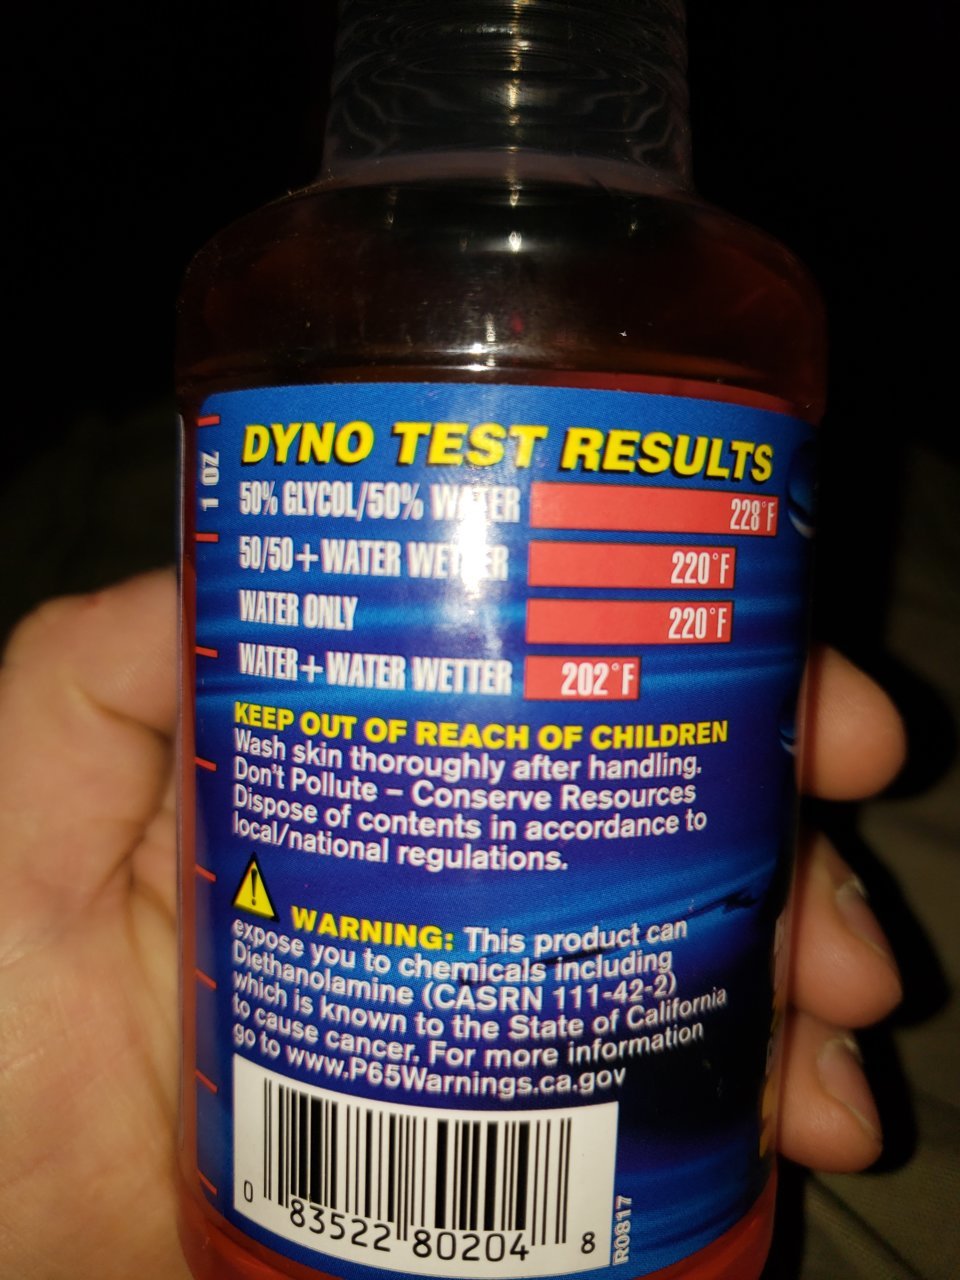 1 OZ
DYNO TEST RESULTS
50% GLYCOL/50% WATER 228°F
50/50+WATER WETTER 220°F
WATER ONLY 220°F
WATER+WATER WETTER 202°F
KEEP OUT OF REACH OF CHILDREN
Wash skin thoroughly after handling.
Don't Pollute – Conserve Resources
Dispose of contents in accordance to
local/national regulations.
WARNING: This product can
expose you to chemicals including
Diethanolamine (CASRN 111-42-2)
which is known to the State of California
to cause cancer. For more information
go to www.P65Warnings.ca.gov
0 83522 80204 8
R0817